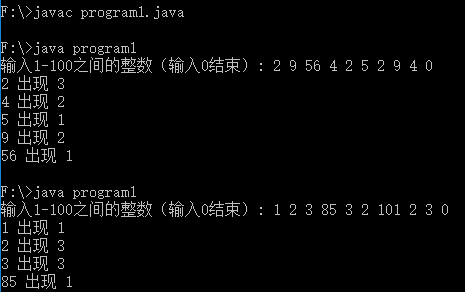 F:\>javac program1.java
F:\>java program1
输入1-100之间的整数（输入0结束）: 2 9 56 4 2 5 2 9 4 0
2 出现 3
4 出现 2
5 出现 1
9 出现 2
56 出现 1
F:\>java program1
输入1-100之间的整数（输入0结束）: 1 2 3 85 3 2 101 2 3 0
1 出现 1
2 出现 3
3 出现 3
85 出现 1